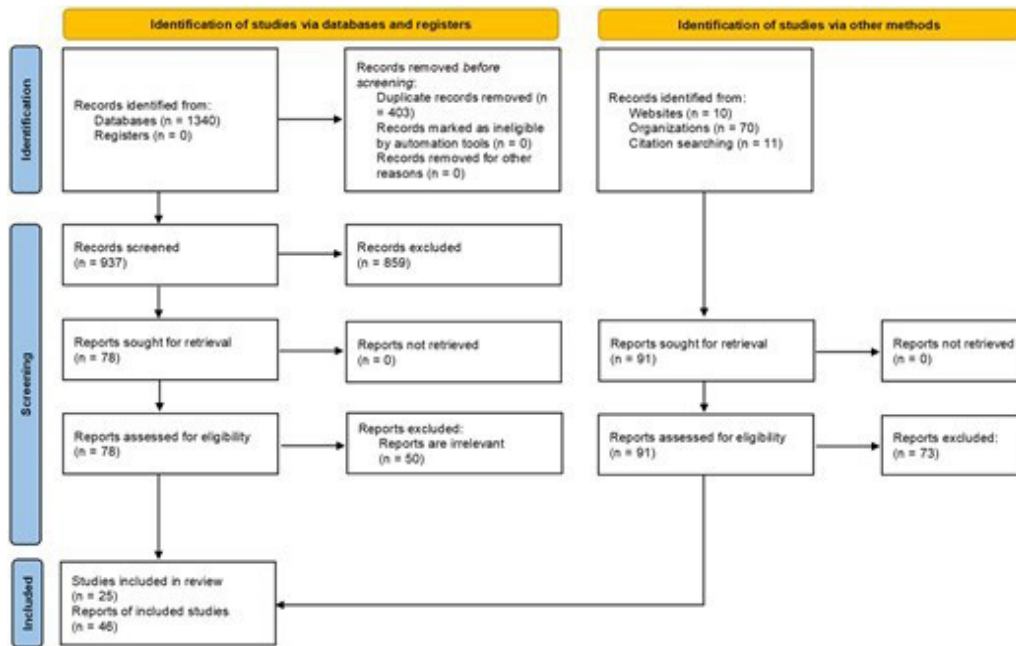 Identification of studies via databases and registers
Identification of studies via other methods
Identification
Records identified from:
Databases (n = 1340)
Registers (n = 0)
Records removed before
screening:
Duplicate records removed (n
= 403)
Records marked as ineligible
by automation tools (n = 0)
Records removed for other
reasons (n = 0)
Records identified from:
Websites (n = 10)
Organizations (n = 70)
Citation searching (n = 11)
Screening
Records screened
(n = 937)
Records excluded
(n = 859)
Reports sought for retrieval
(n = 78)
Reports not retrieved
(n = 0)
Reports sought for retrieval
(n = 91)
Reports not retrieved
(n = 0)
Reports assessed for eligibility
(n = 78)
Reports excluded:
Reports are irrelevant
(n = 50)
Reports assessed for eligibility
(n = 91)
Reports excluded:
(n = 73)
Included
Studies included in review
(n = 25)
Reports of included studies
(n = 46)